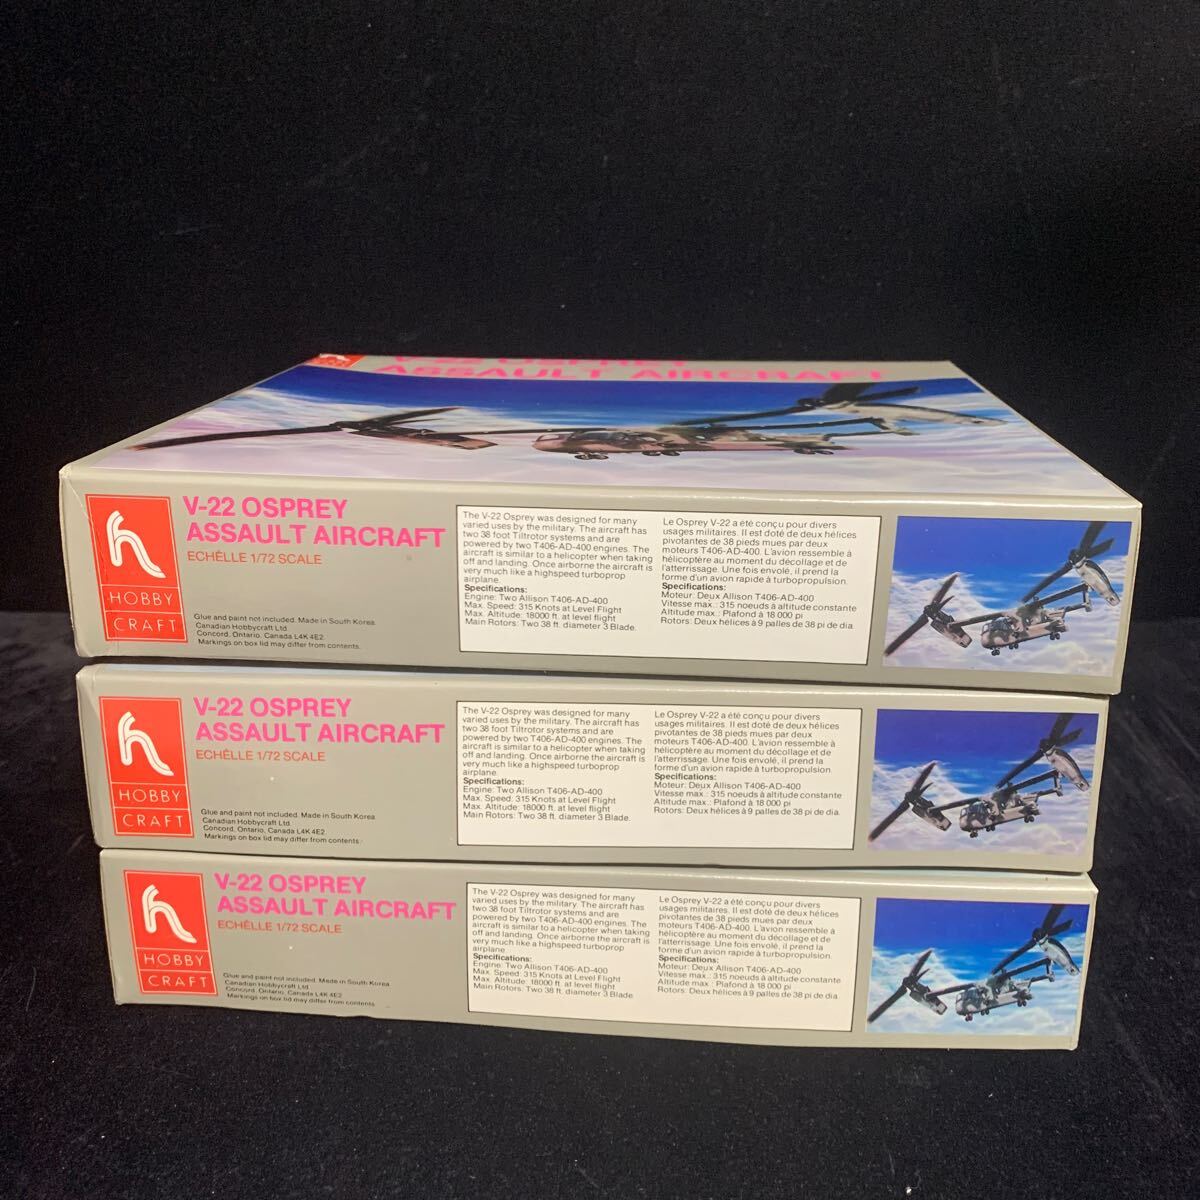 V-22 OSPREY
ASSAULT AIRCRAFT
HOBBY
CRAFT
V-22 OSPREY
ASSAULT AIRCRAFT
ECHÈLLE 1/72 SCALE
Glue and paint not included. Made in South Korea.
Canadian Hobbycraft Ltd.
Concord, Ontario, Canada L4K 4E2.
Markings on box lid may differ from contents.
The V-22 Osprey was designed for many
varied uses by the military. The aircraft has
two 38 foot Tiltrotor systems and are
powered by two T406-AD-400 engines. The
aircraft is similar to a helicopter when taking
off and landing. Once airborne the aircraft is
very much like a highspeed turboprop
airplane.
Specifications:
Engine: Two Allison T406-AD-400
Max. Speed: 315 Knots at Level Flight
Max. Altitude: 18000 ft. at level flight
Main Rotors: Two 38 ft. diameter 3 Blade.
Le Osprey V-22 a été conçu pour divers
usages militaires. Il est doté de deux hélices
pivotantes de 38 pieds mues par deux
moteurs T406-AD-400. L'avion ressemble à
hélicoptère au moment du décollage et de
l'atterrissage. Une fois envolé, il prend la
forme d'un avion rapide à turbopropulsion.
Specifications:
Moteur: Deux Allison T406-AD-400
Vitesse max.: 315 noeuds à altitude constante
Altitude max.: Plafond à 18 000 pi
Rotors: Deux hélices à 9 palles de 38 pi de dia.
HOBBY
CRAFT
V-22 OSPREY
ASSAULT AIRCRAFT
ECHÈLLE 1/72 SCALE
Glue and paint not included. Made in South Korea
Canadian Hobbycraft Ltd.
Concord, Ontario, Canada L4K 4E2
Markings on box lid may differ from contents.
The V-22 Osprey was designed for many
varied uses by the military. The aircraft has
two 38 foot Tiltrotor systems and are
powered by two T406-AD-400 engines. The
aircraft is similar to a helicopter when taking
off and landing. Once airborne the aircraft is
very much like a highspeed turboprop
airplane.
Specifications:
Engine: Two Allison T406-AD-400
Max. Speed: 315 Knots at Level Flight
Max. Altitude: 18000 ft. at level flight
Main Rotors: Two 38 ft. diameter 3 Blade.
Le Osprey V-22 a été conçu pour divers
usages militaires. Il est doté de deux hélices
pivotantes de 38 pieds mues par deux
moteurs T406-AD-400. L'avion ressemble à
hélicoptère au moment du décollage et de
l'atterrissage. Une fois envolé, il prend la
forme d'un avion rapide à turbopropulsion.
Specifications:
Moteur: Deux Allison T406-AD-400
Vitesse max.: 315 noeuds à altitude constante
Altitude max.: Plafond à 18 000 pi
Rotors: Deux hélices à 9 palles de 38 pi de dia.
HOBBY
CRAFT
V-22 OSPREY
ASSAULT AIRCRAFT
ECHÈLLE 1/72 SCALE
Glue and paint not included. Made in South Korea
Canadian Hobbycraft Ltd.
Concord, Ontario, Canada L4K 4E2
Markings on box lid may differ from contents
The V-22 Osprey was designed for many
varied uses by the military. The aircraft has
two 38 foot Tiltrotor systems and are
powered by two T406-AD-400 engines. The
aircraft is similar to a helicopter when taking
off and landing. Once airborne the aircraft is
very much like a highspeed turboprop
airplane.
Specifications:
Engine: Two Allison T406-AD-400
Max. Speed: 315 Knots at Level Flight
Max. Altitude: 18000 ft. at level flight
Main Rotors: Two 38 ft. diameter 3 Blade
Le Osprey V-22 a été conçu pour divers
usages militaires. Il est doté de deux hélices
pivotantes de 38 pieds mues par deux
moteurs T406-AD-400. L'avion ressemble à
hélicoptère au moment du décollage et de
l'atterrissage. Une fois envolé, il prend la
forme d'un avion rapide à turbopropulsion.
Specifications:
Moteur: Deux Allison T406-AD-400
Vitesse max.: 315 noeuds à altitude constante
Altitude max.: Plafond à 18 000 pi
Rotors: Deux hélices à 9 palles de 38 pi de dia.